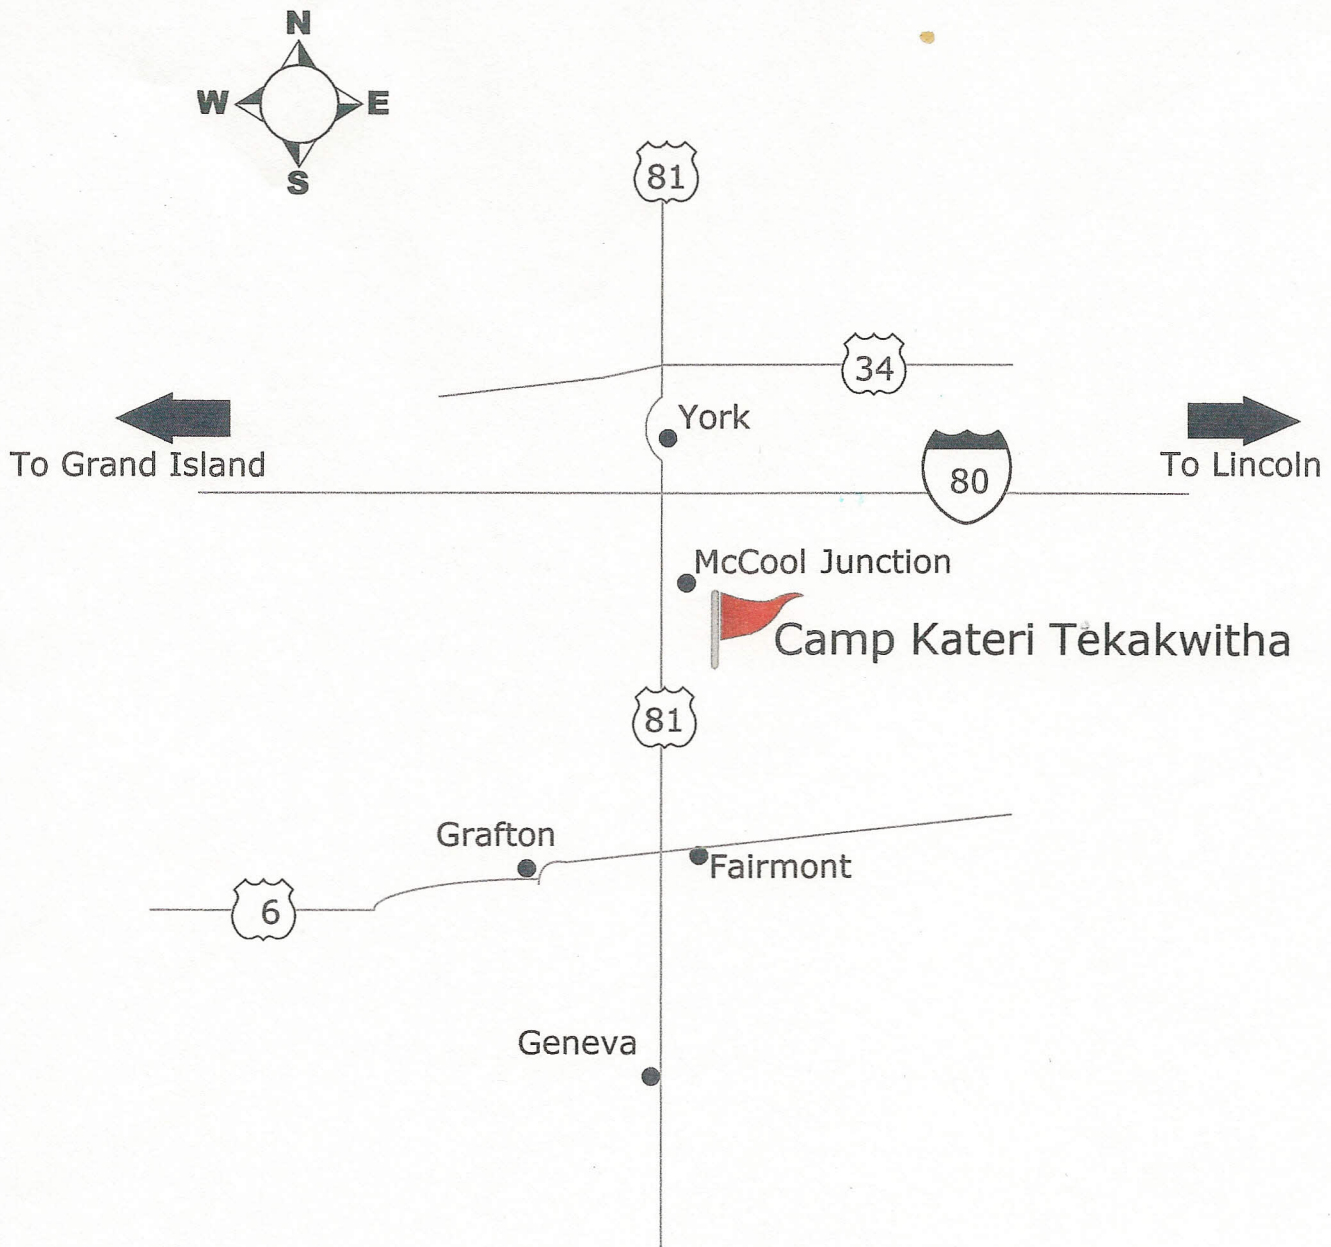 N
W
E
S
81
34
York
To Grand Island
To Lincoln
80
McCool Junction
Camp Kateri Tekakwitha
81
Grafton
Fairmont
6
Geneva